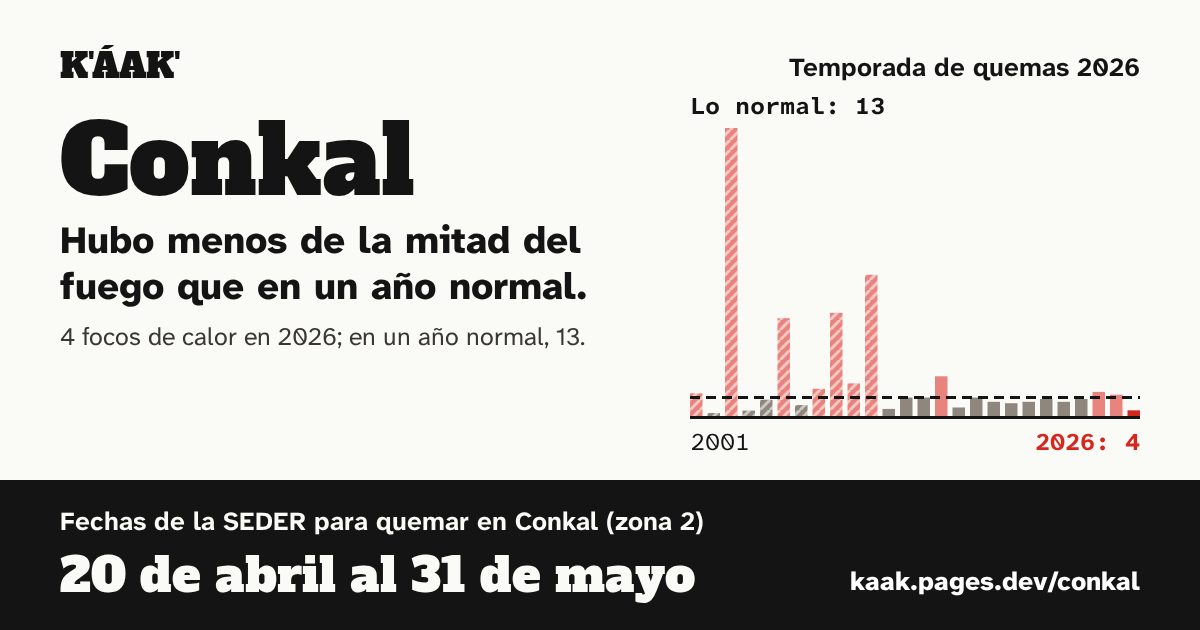 K'ÁAK'
Conkal
Hubo menos de la mitad del
fuego que en un año normal.
4 focos de calor en 2026; en un año normal, 13.
Temporada de quemas 2026
Lo normal: 13
2001
2026: 4
Fechas de la SEDER para quemar en Conkal (zona 2)
20 de abril al 31 de mayo
kaak.pages.dev/conkal